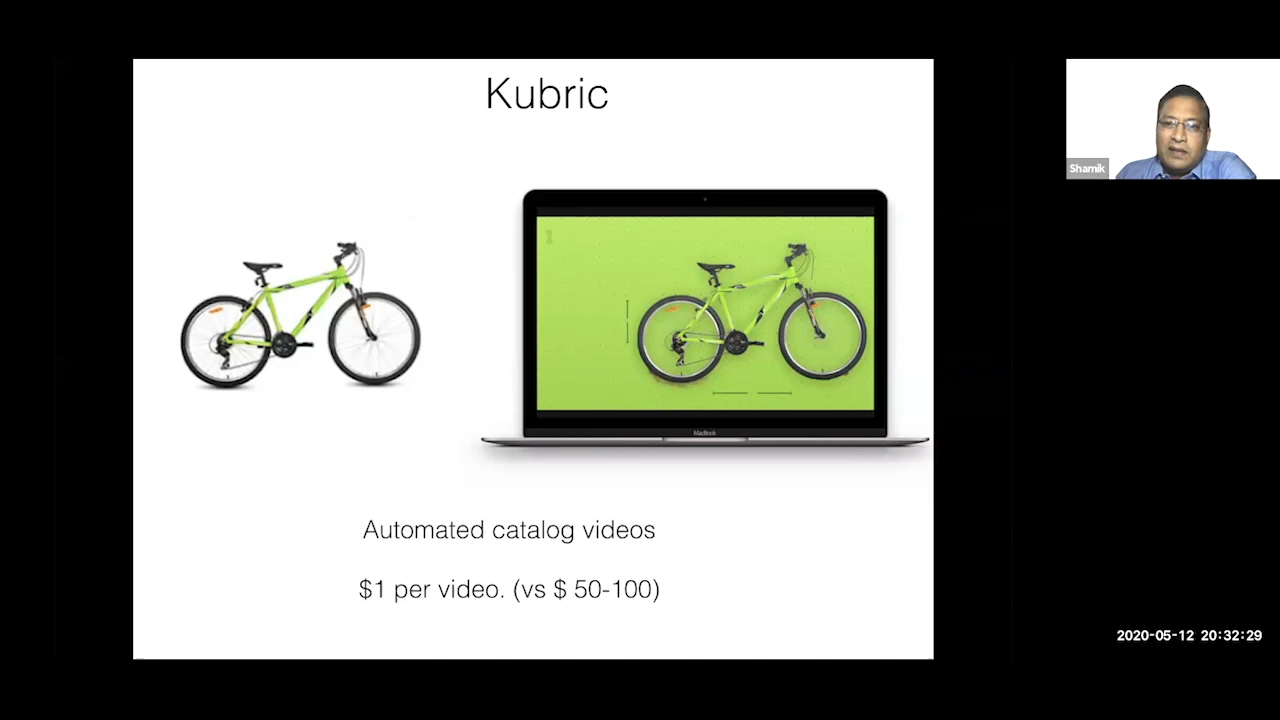 Kubric
Shamik
MacBook
Automated catalog videos
$1 per video. (vs $ 50-100)
2020-05-12 20:32:29